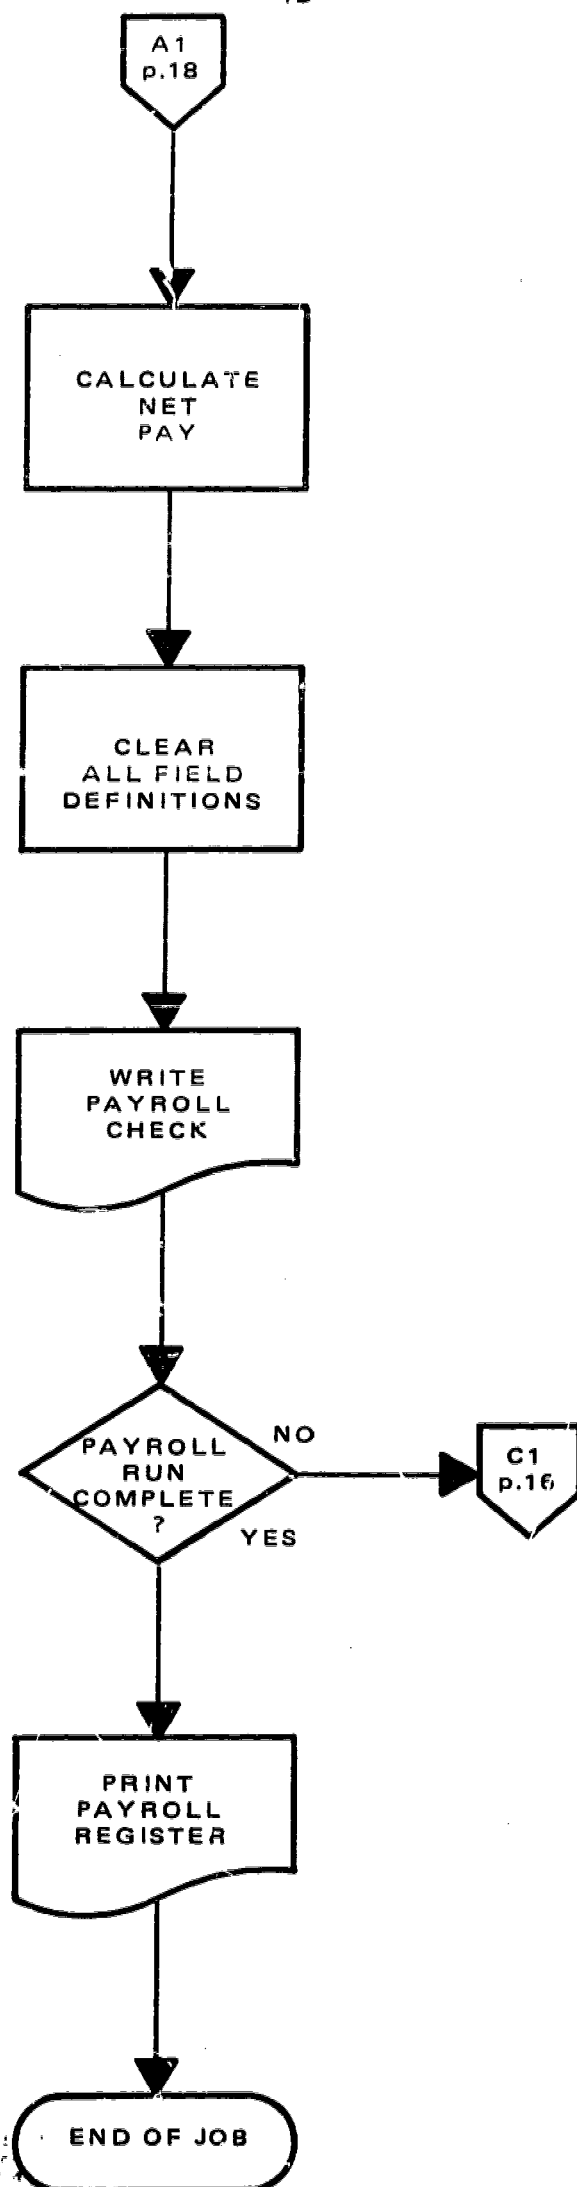 A1
p.18
CALCULATE
NET
PAY
CLEAR
ALL FIELD
DEFINITIONS
WRITE
PAYROLL
CHECK
PAYROLL
RUN
COMPLETE
?
NO
YES
C1
p.16
PRINT
PAYROLL
REGISTER
END OF JOB